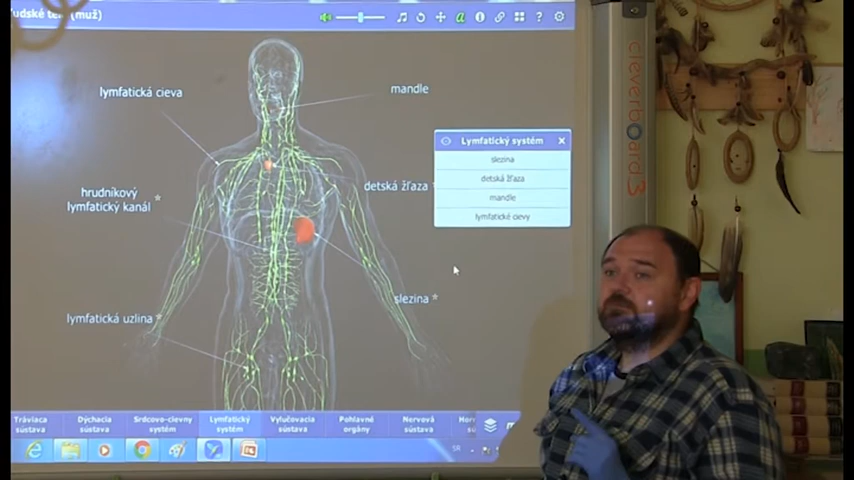 ľudské telo (muž)
lymfatická cieva
mandle
Lymfatický systém
slezina
detská žľaza
mandle
lymfatické cievy
hrudníkový
lymfatický kanál
detská žľaza
slezina
lymfatická uzlina
Tráviaca
sústava
Dýchacia
sústava
Srdcovo-cievny
systém
Lymfatický
systém
Vylučovacia
sústava
Pohlavné
orgány
Nervová
sústava
SR
cleverboard3